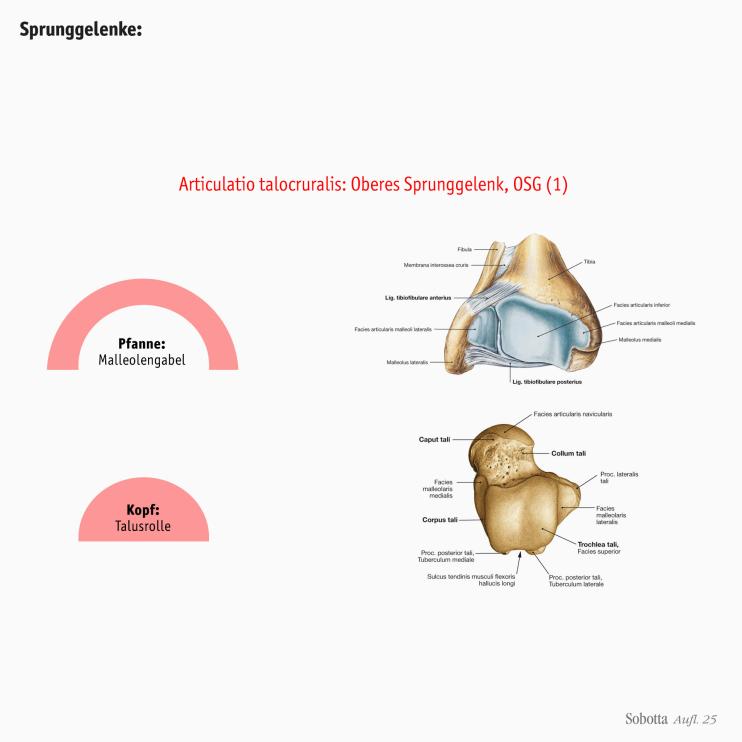 Sprunggelenke:
Articulatio talocruralis: Oberes Sprunggelenk, OSG (1)
Pfanne:
Malleolengabel
Fibula
Membrana interossea cruris
Tibia
Lig. tibiofibulare anterius
Facies articularis inferior
Facies articularis malleoli lateralis
Facies articularis malleoli medialis
Malleolus medialis
Malleolus lateralis
Lig. tibiofibulare posterius
Kopf:
Talusrolle
Facies articularis navicularis
Caput tali
Collum tali
Facies
malleolaris
medialis
Proc. lateralis
tali
Facies
malleolaris
lateralis
Corpus tali
Trochlea tali,
Facies superior
Proc. posterior tali,
Tuberculum mediale
Sulcus tendinis musculi flexoris
hallucis longi
Proc. posterior tali,
Tuberculum laterale
Sobotta Aufl. 25